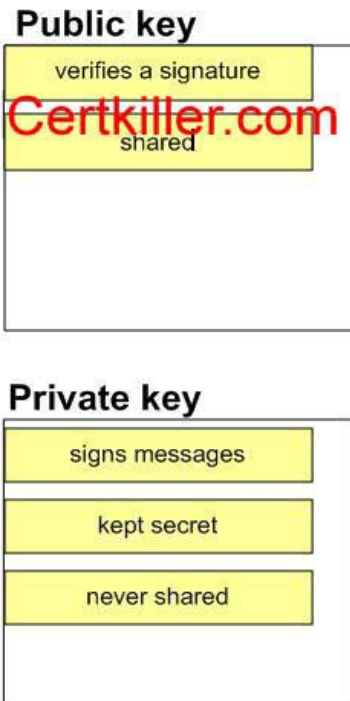 Public key
verifies a signature
Certkiller.com
shared
Private key
signs messages
kept secret
never shared